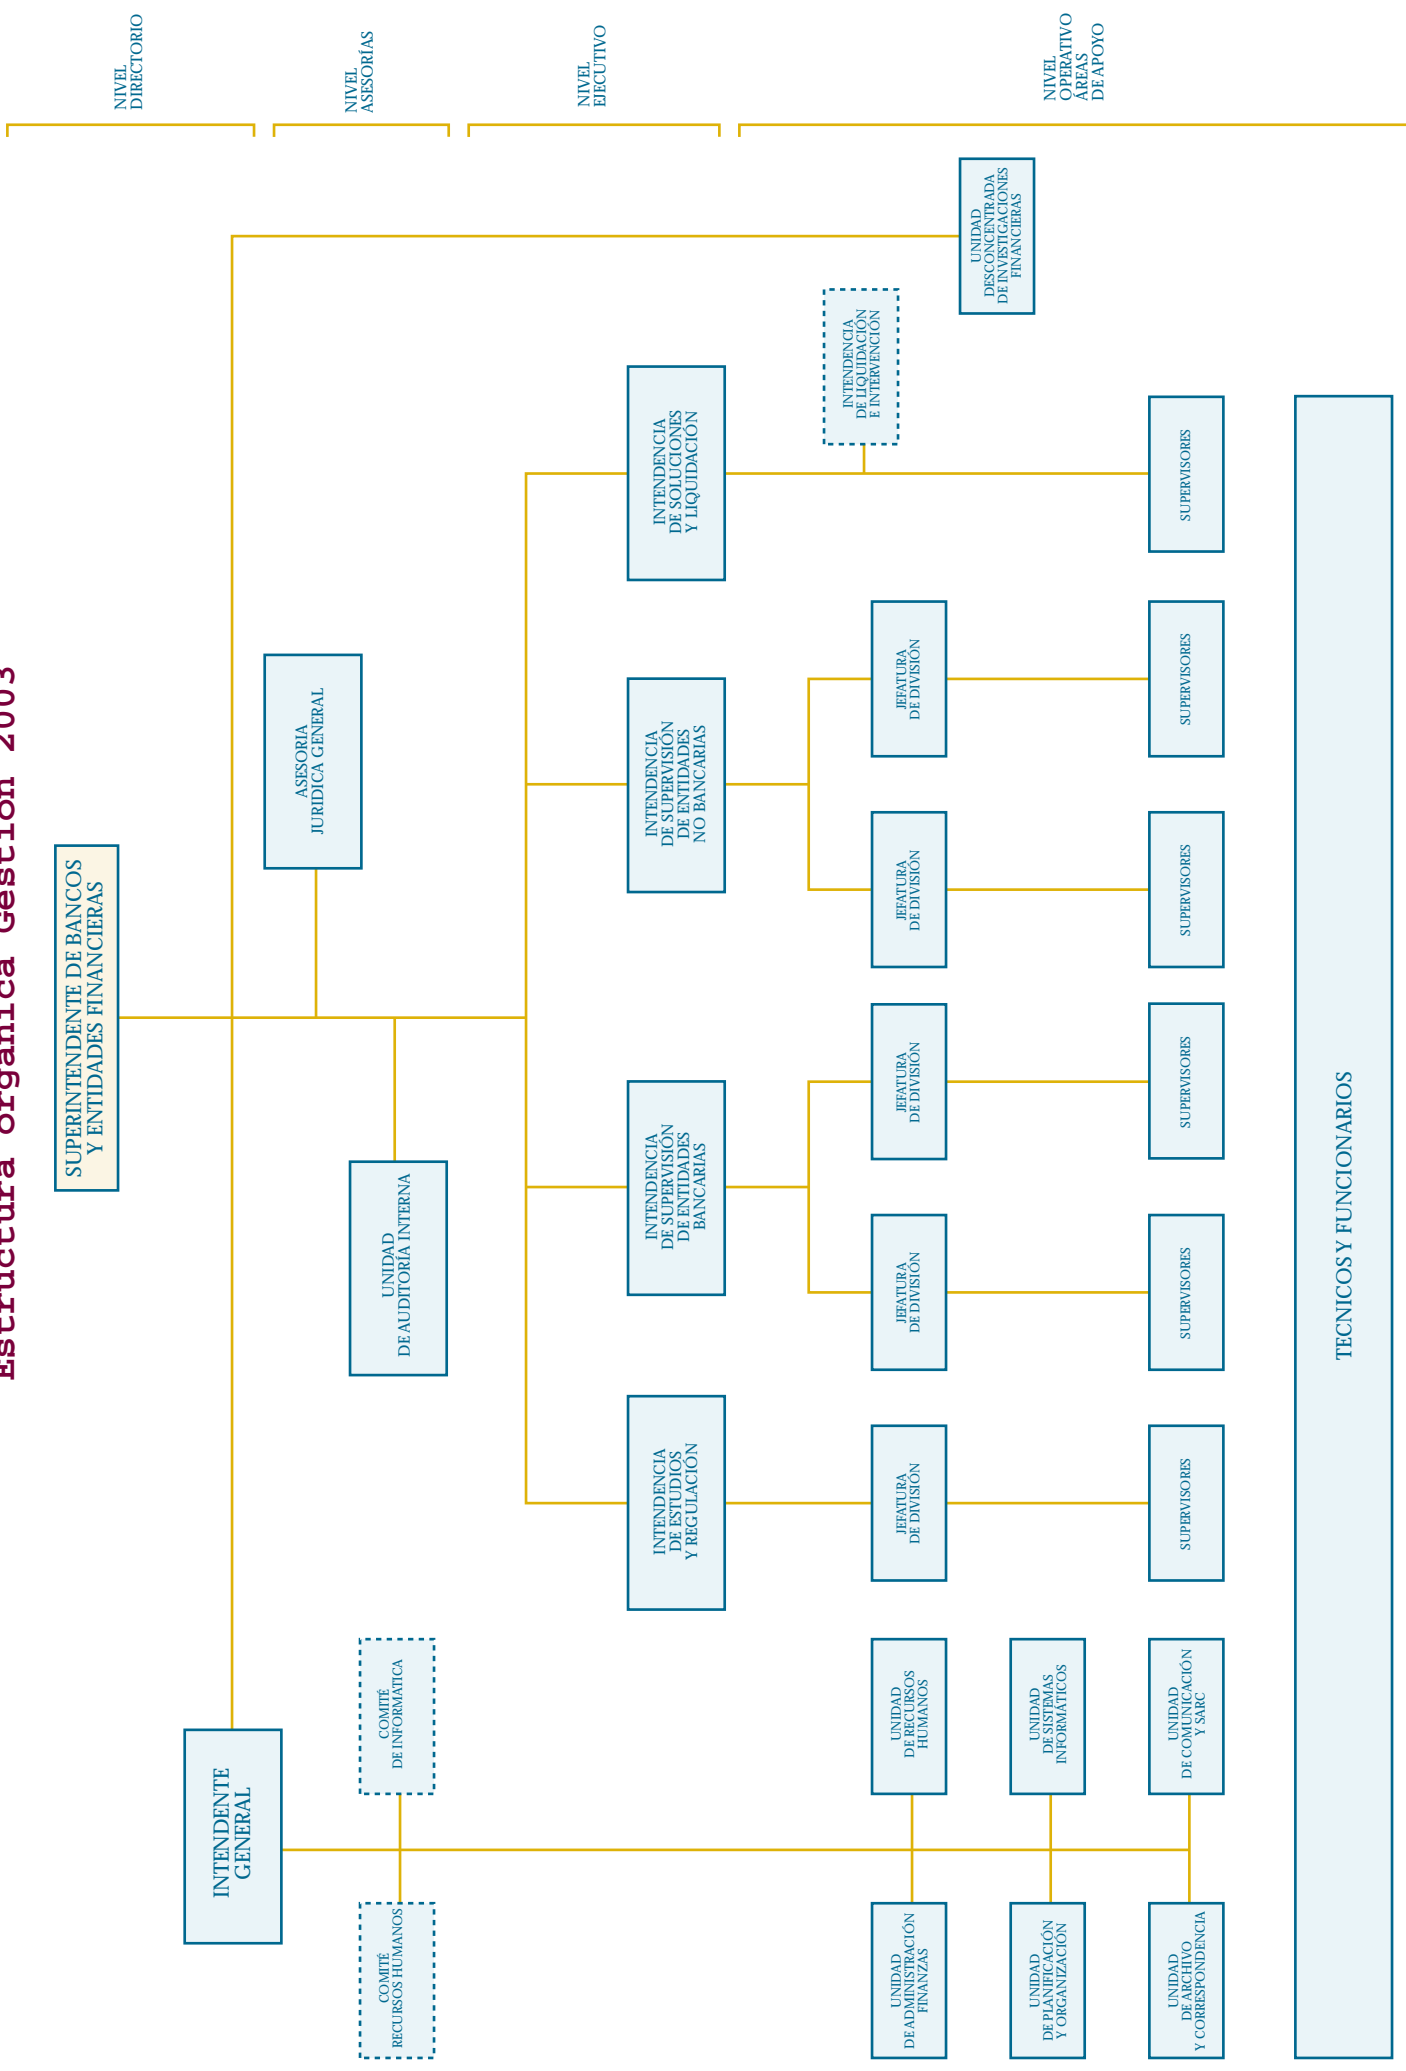 Estructura Orgánica Gestión 2003
SUPERINTENDENTE DE BANCOS
Y ENTIDADES FINANCIERAS
NIVEL
DIRECTORIO
INTENDENTE
GENERAL
ASESORIA
JURIDICA GENERAL
NIVEL
ASESORÍAS
COMITÉ
RECURSOS HUMANOS
COMITÉ
DE INFORMATICA
UNIDAD
DE AUDITORÍA INTERNA
NIVEL
EJECUTIVO
INTENDENCIA
DE ESTUDIOS
Y REGULACIÓN
INTENDENCIA
DE SUPERVISIÓN
DE ENTIDADES
BANCARIAS
INTENDENCIA
DE SUPERVISIÓN
DE ENTIDADES
NO BANCARIAS
INTENDENCIA
DE SOLUCIONES
Y LIQUIDACIÓN
INTENDENCIA
DE LIQUIDACIÓN
E INTERVENCIÓN
NIVEL
OPERATIVO
ÁREAS
DE APOYO
UNIDAD
DE ADMINISTRACIÓN
FINANZAS
UNIDAD
DE RECURSOS
HUMANOS
JEFATURA
DE DIVISIÓN
JEFATURA
DE DIVISIÓN
JEFATURA
DE DIVISIÓN
JEFATURA
DE DIVISIÓN
JEFATURA
DE DIVISIÓN
UNIDAD
DESCONCENTRADA
DE INVESTIGACIONES
FINANCIERAS
UNIDAD
DE PLANIFICACIÓN
Y ORGANIZACIÓN
UNIDAD
DE SISTEMAS
INFORMÁTICOS
UNIDAD
DE ARCHIVO
Y CORRESPONDENCIA
UNIDAD
DE COMUNICACIÓN
Y SARC
SUPERVISORES
SUPERVISORES
SUPERVISORES
SUPERVISORES
SUPERVISORES
SUPERVISORES
TECNICOS Y FUNCIONARIOS